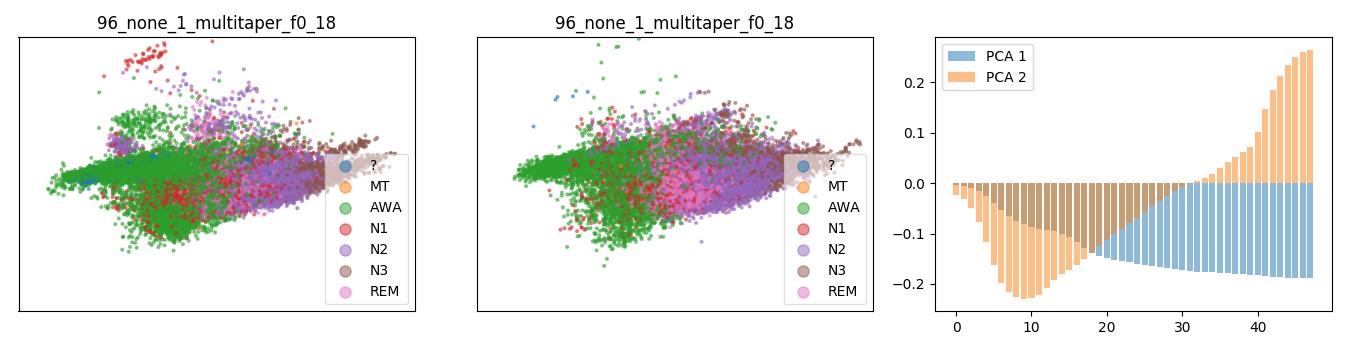 96_none_1_multitaper_f0_18
?
MT
AWA
N1
N2
N3
REM
96_none_1_multitaper_f0_18
?
MT
AWA
N1
N2
N3
REM
PCA 1
PCA 2
0.2
0.1
0.0
−0.1
−0.2
0 10 20 30 40